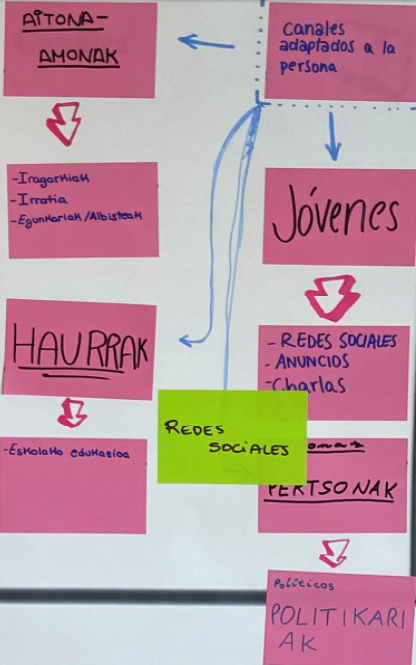 AITONA-
AMONAK
Canales
adaptados a la
persona
-Iragarkiak
-Irratia
-Egunkariak/Albisteak
Jóvenes
HAURRAK
- REDES SOCIALES
- ANUNCIOS
-Charlas
REDES
SOCIALES
-Eskolako edukazioa
PERTSONAK
Políticos
POLITIKARI
AK